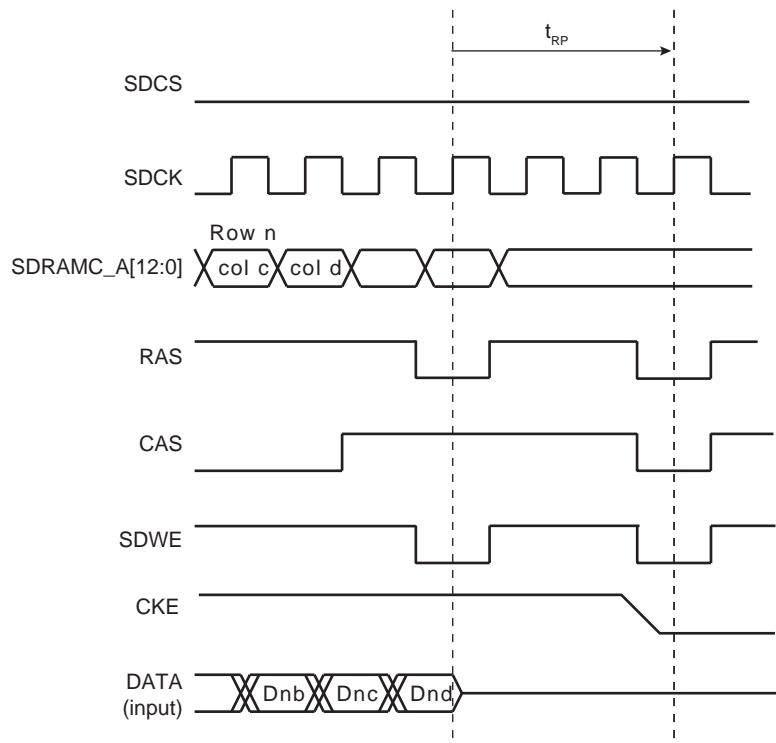 tRP
SDCS
SDCK
Row n
SDRAMC_A[12:0]
col c
col d
RAS
CAS
SDWE
CKE
DATA
(input)
Dnb
Dnc
Dnd